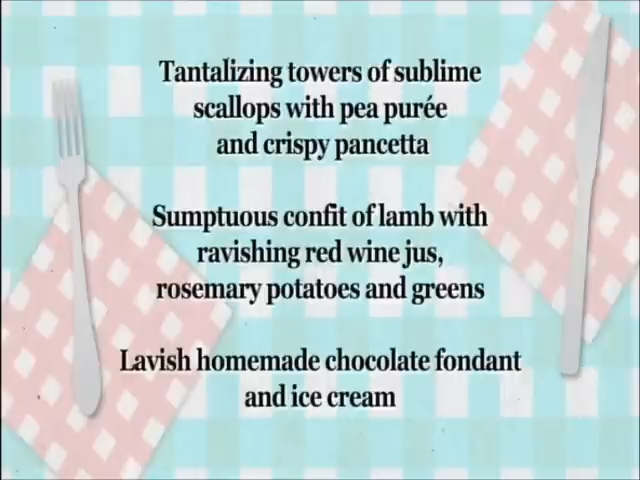 Tantalizing towers of sublime
scallops with pea purée
and crispy pancetta
Sumptuous confit of lamb with
ravishing red wine jus,
rosemary potatoes and greens
Lavish homemade chocolate fondant
and ice cream